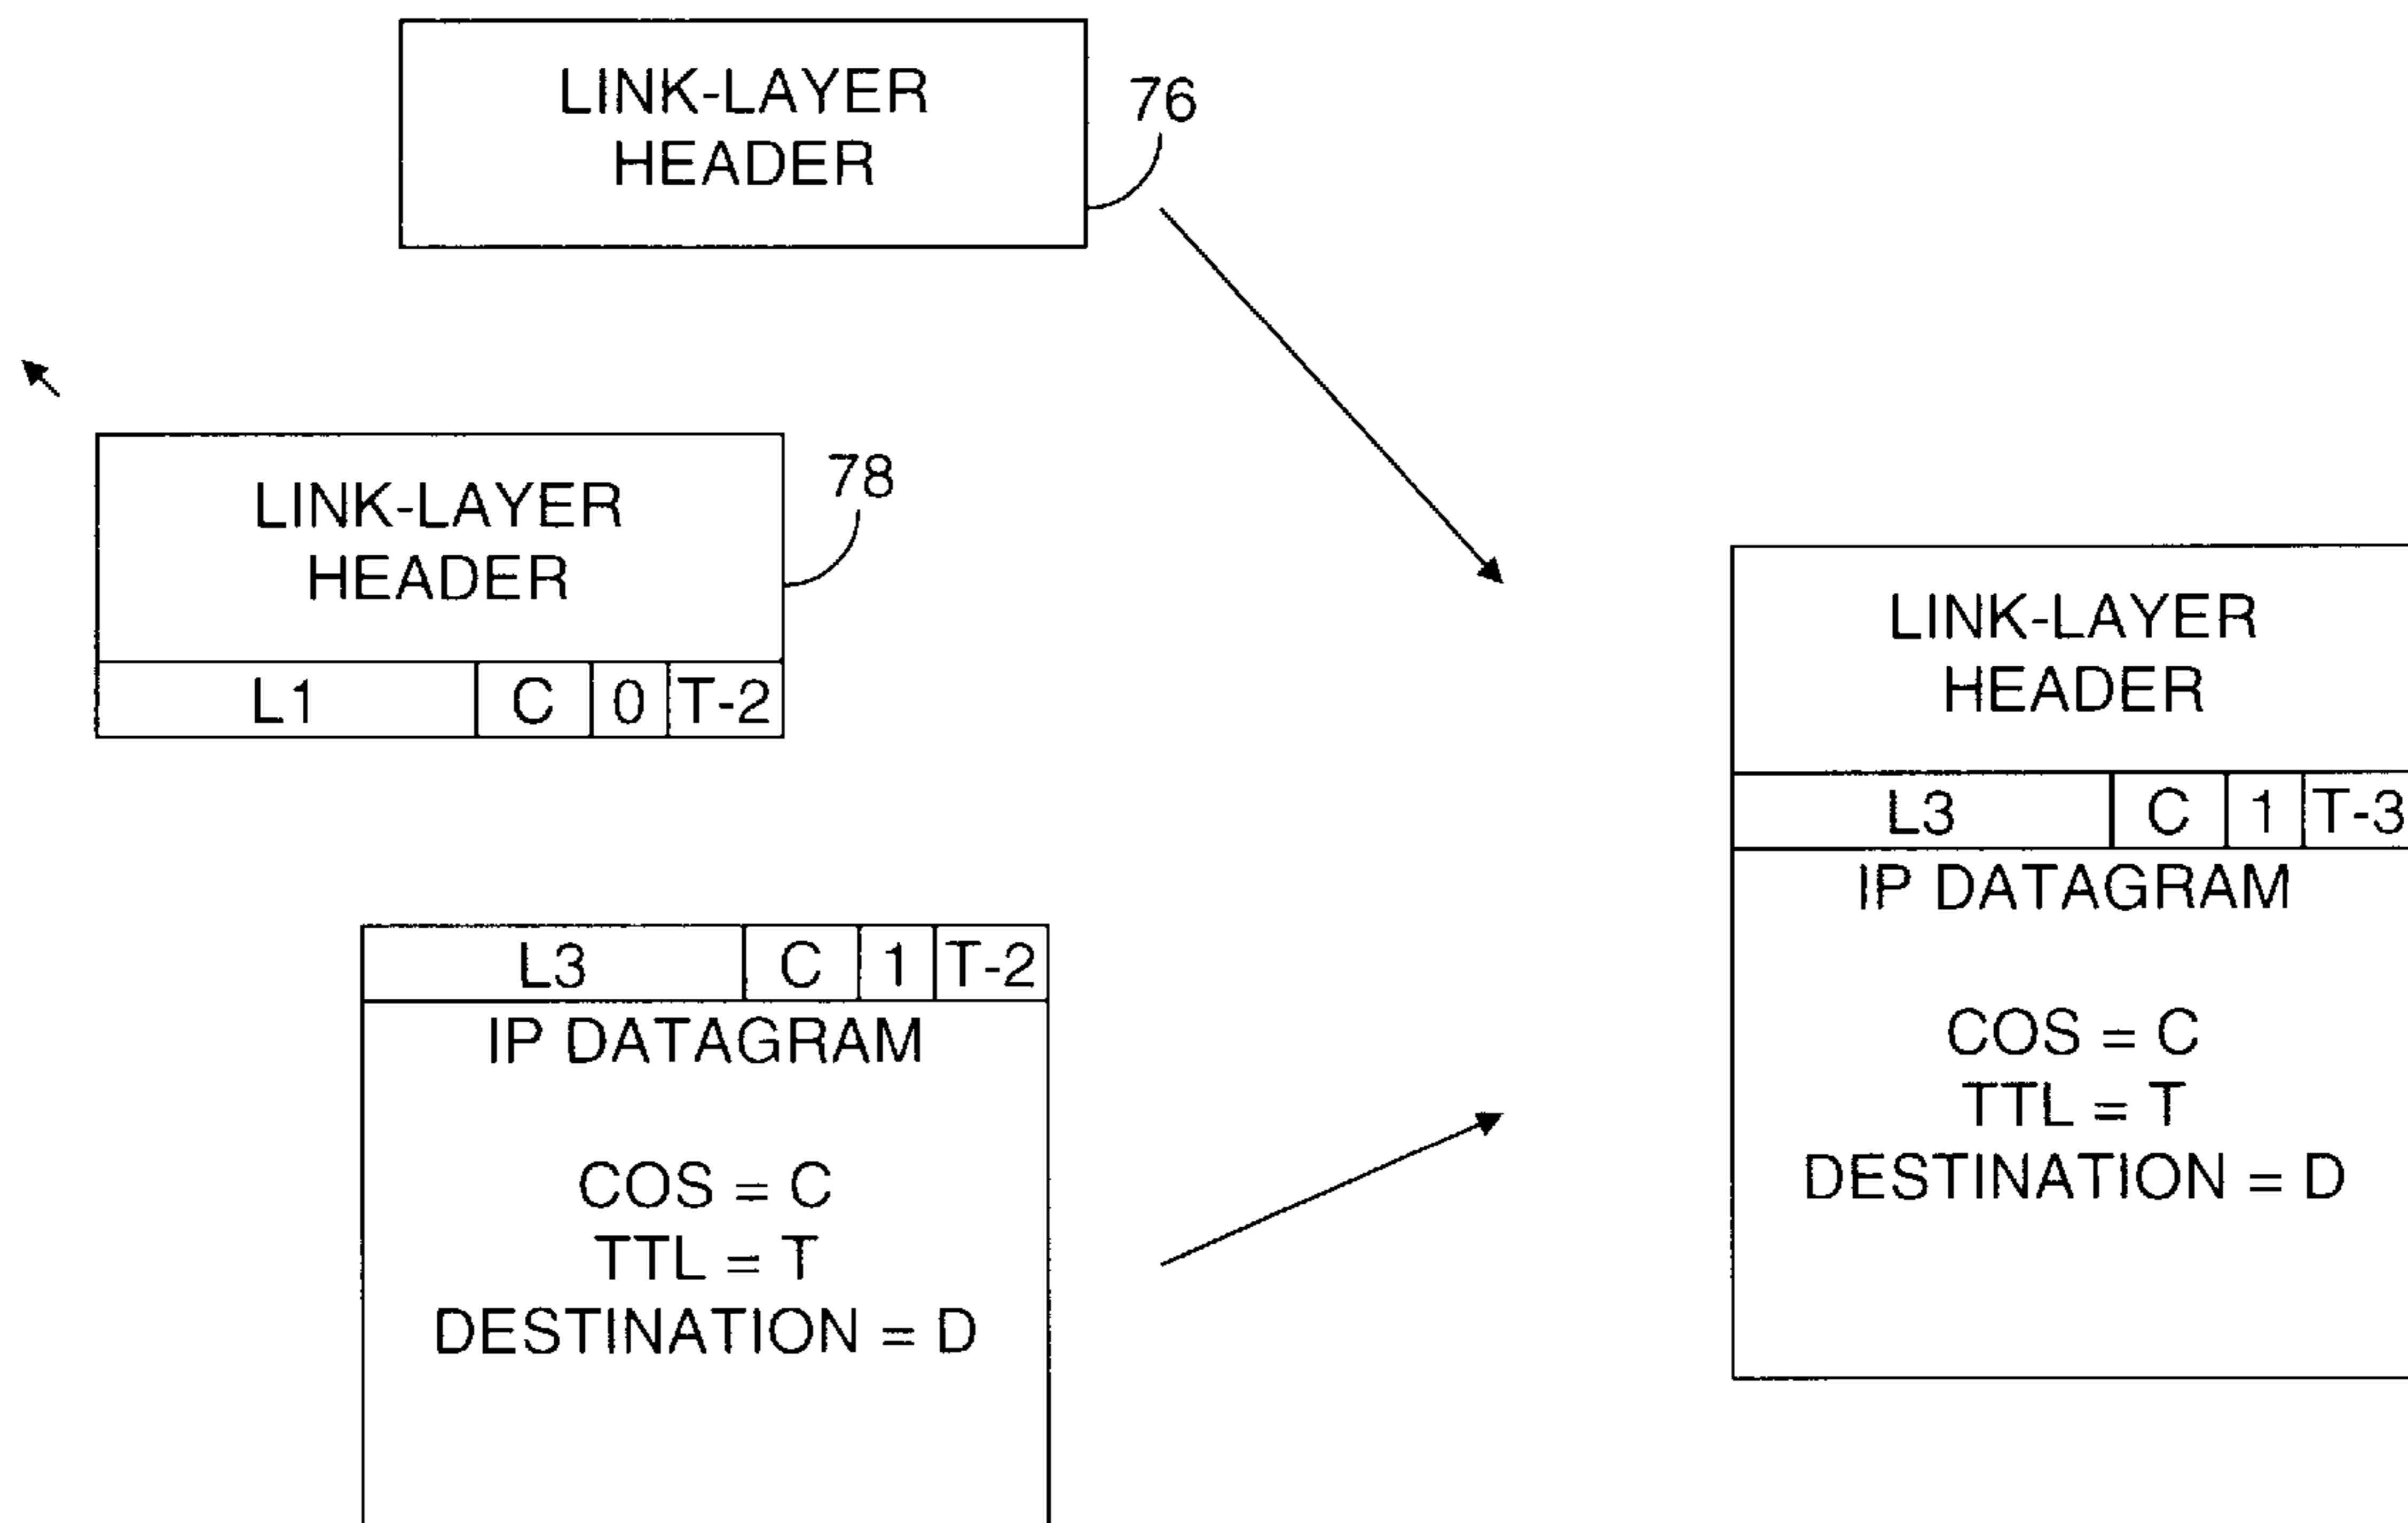 LINK-LAYER
HEADER
76
LINK-LAYER
HEADER
78
L1 C 0 T-2
L3 C 1 T-2
IP DATAGRAM
COS = C
TTL = T
DESTINATION = D
LINK-LAYER
HEADER
L3 C 1 T-3
IP DATAGRAM
COS = C
TTL = T
DESTINATION = D